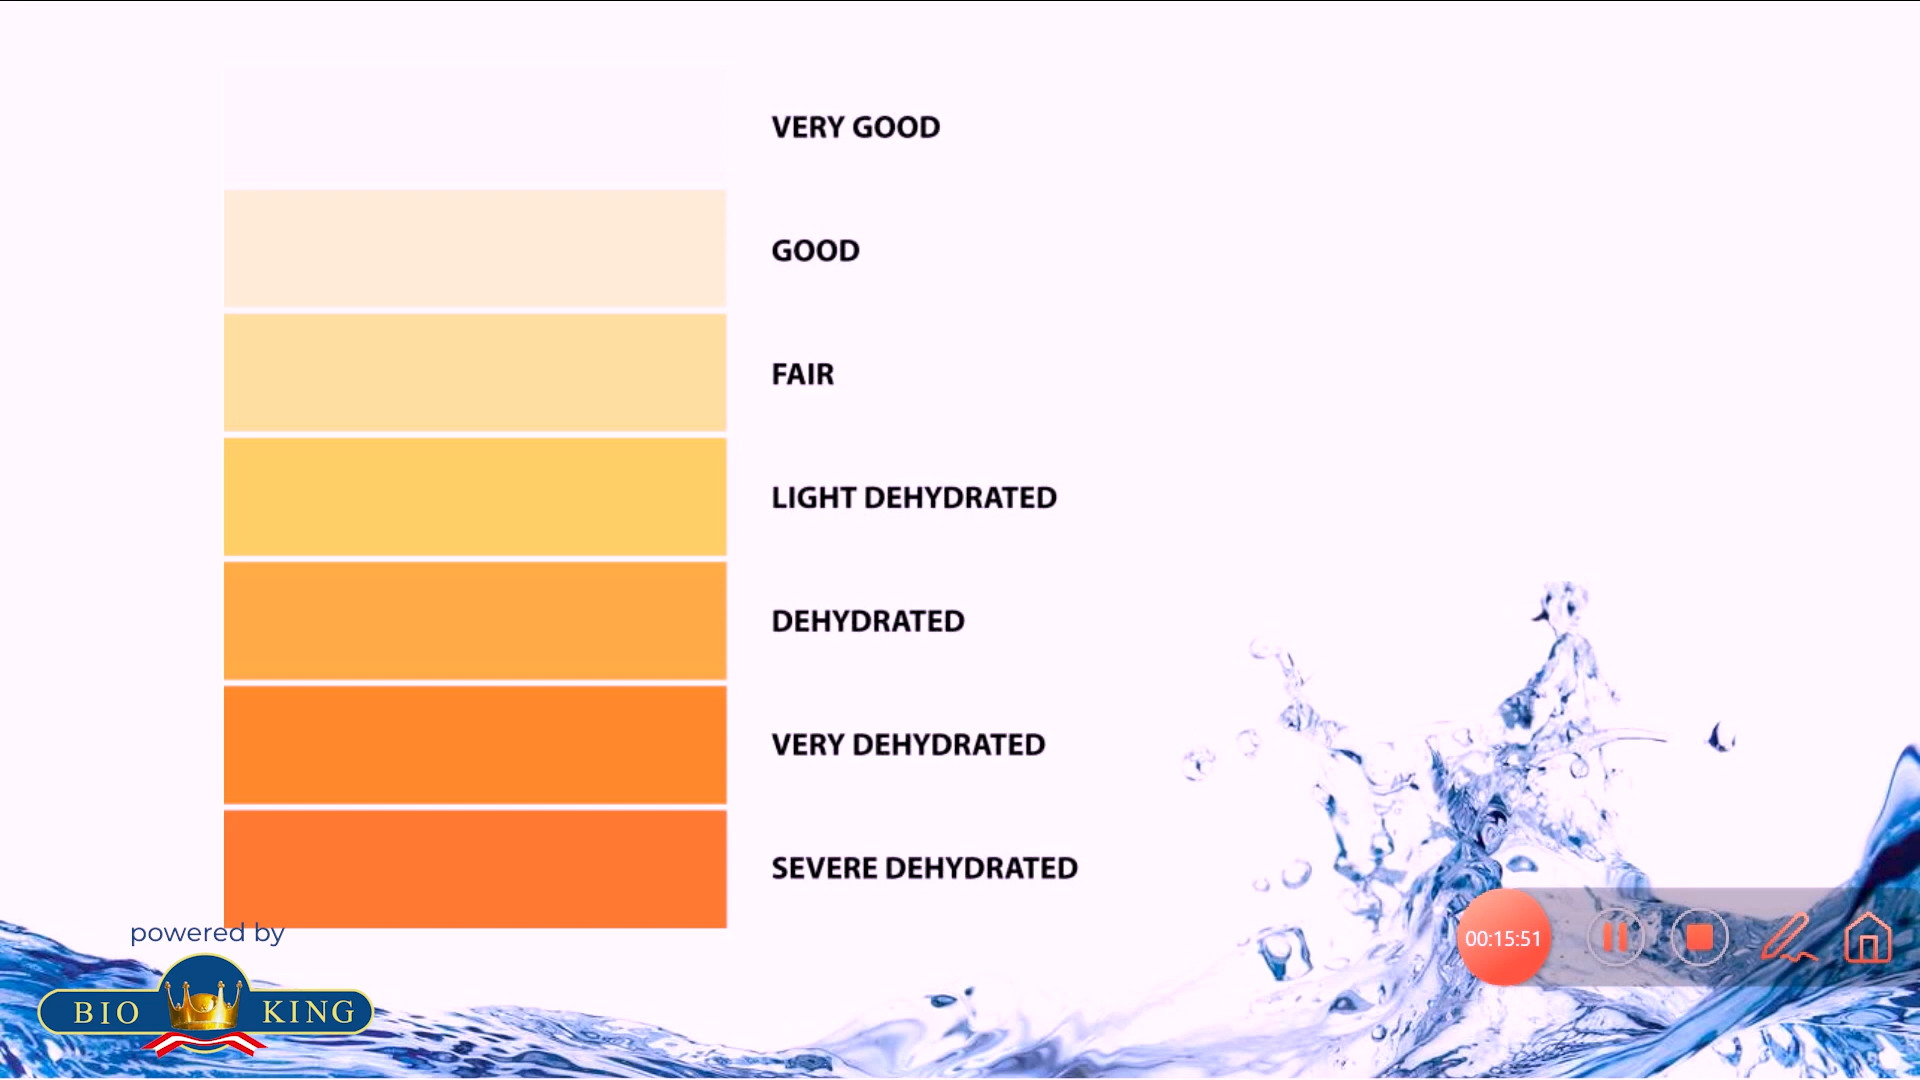 VERY GOOD
GOOD
FAIR
LIGHT DEHYDRATED
DEHYDRATED
VERY DEHYDRATED
SEVERE DEHYDRATED
powered by
BIO KING
00:15:51